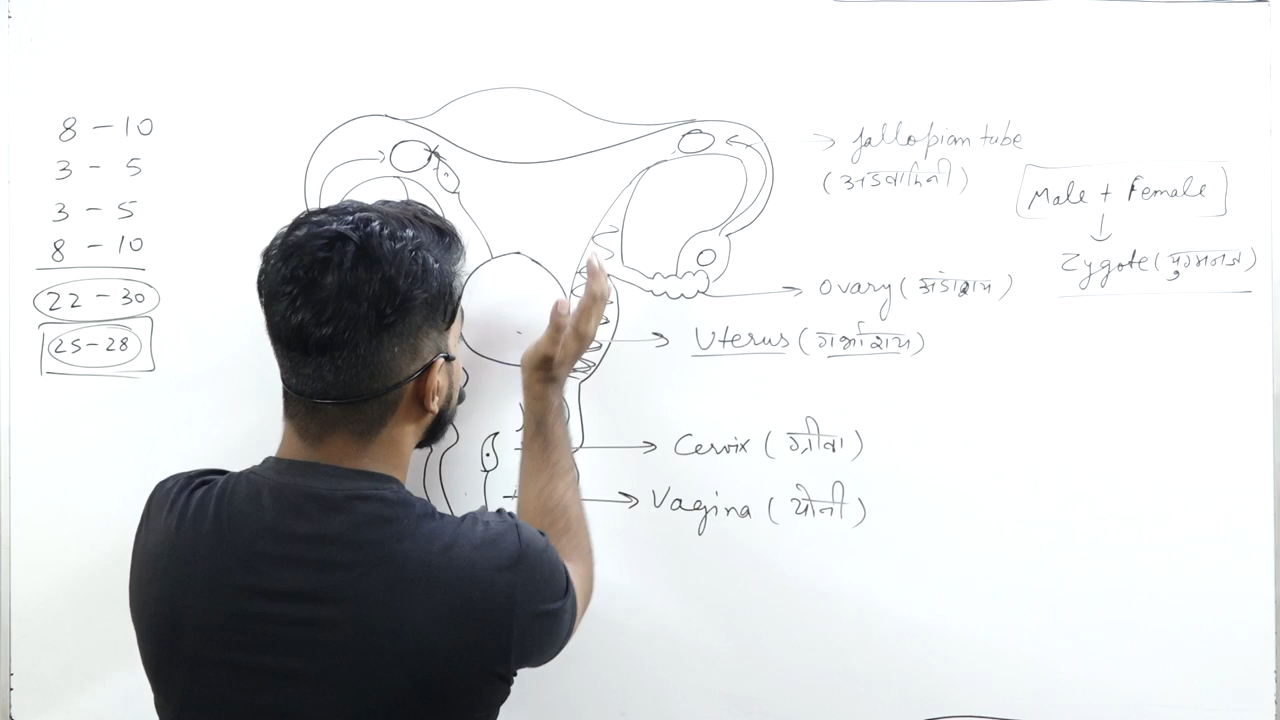 8 - 10
3 - 5
3 - 5
8 - 10
22 - 30
25-28
→ fallopian tube
(अंडवाहिनी)
Male + Female
↓
Zygote (युग्मनज)
→ Ovary (अंडाशय)
→ Uterus (गर्भाशय)
→ Cervix (ग्रीवा)
→ Vagina (योनी)